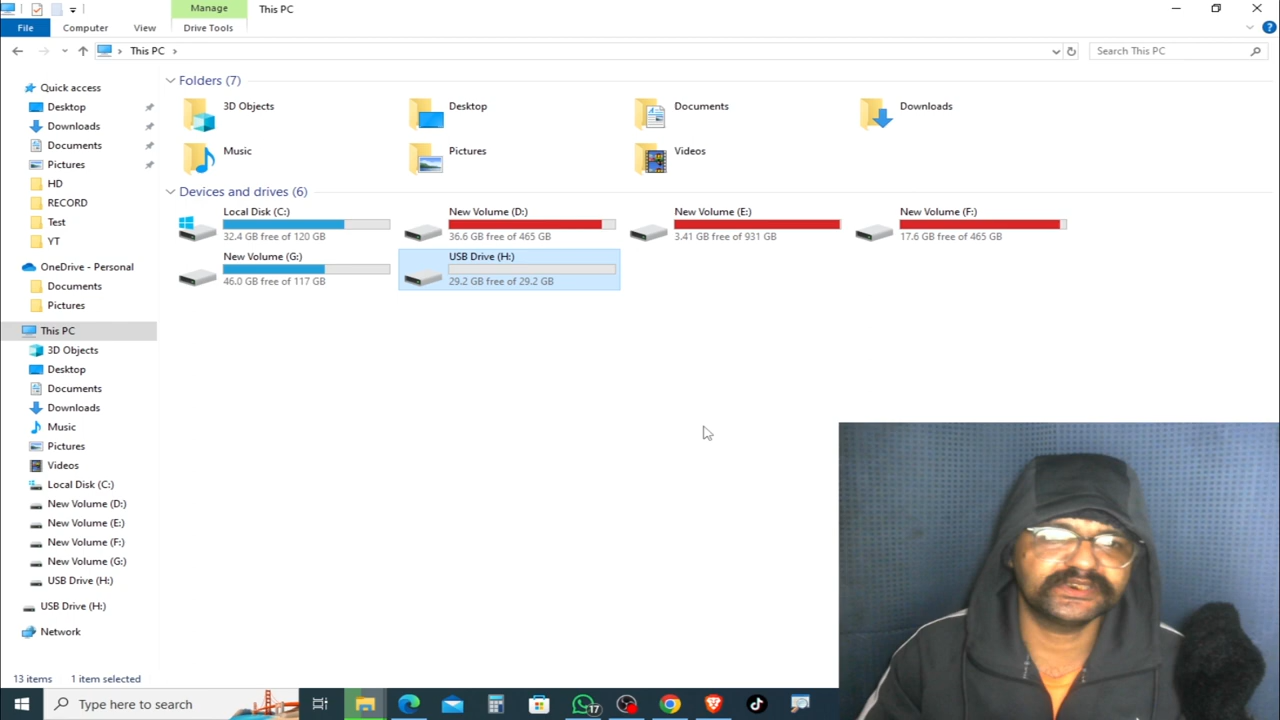 Manage
This PC
File
Computer
View
Drive Tools
This PC
Search This PC
Quick access
Desktop
Downloads
Documents
Pictures
HD
RECORD
Test
YT
OneDrive - Personal
Documents
Pictures
This PC
3D Objects
Desktop
Documents
Downloads
Music
Pictures
Videos
Local Disk (C:)
New Volume (D:)
New Volume (E:)
New Volume (F:)
New Volume (G:)
USB Drive (H:)
USB Drive (H:)
Network
Folders (7)
3D Objects
Desktop
Documents
Downloads
Music
Pictures
Videos
Devices and drives (6)
Local Disk (C:)
32.4 GB free of 120 GB
New Volume (D:)
36.6 GB free of 465 GB
New Volume (E:)
3.41 GB free of 931 GB
New Volume (F:)
17.6 GB free of 465 GB
New Volume (G:)
46.0 GB free of 117 GB
USB Drive (H:)
29.2 GB free of 29.2 GB
13 items
1 item selected
Type here to search
17